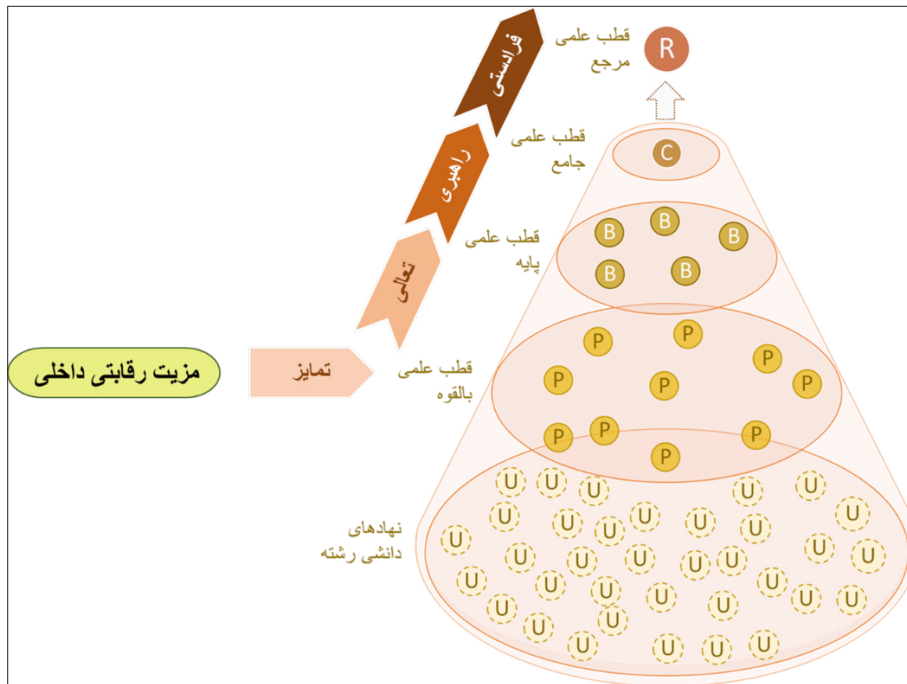 قطب علمی
مرجع
R
فرادستی
قطب علمی
جامع
C
راهبری
قطب علمی
پایه
B B B
B B
تعالی
قطب علمی
بالقوه
P P P
P P P
P P P
P
تمایز
مزیت رقابتی داخلی
نهادهای
دانشی رشته
U U U U U
U U U U U U U
U U U U U U U U
U U U U
U U U U U
U U
U U U U